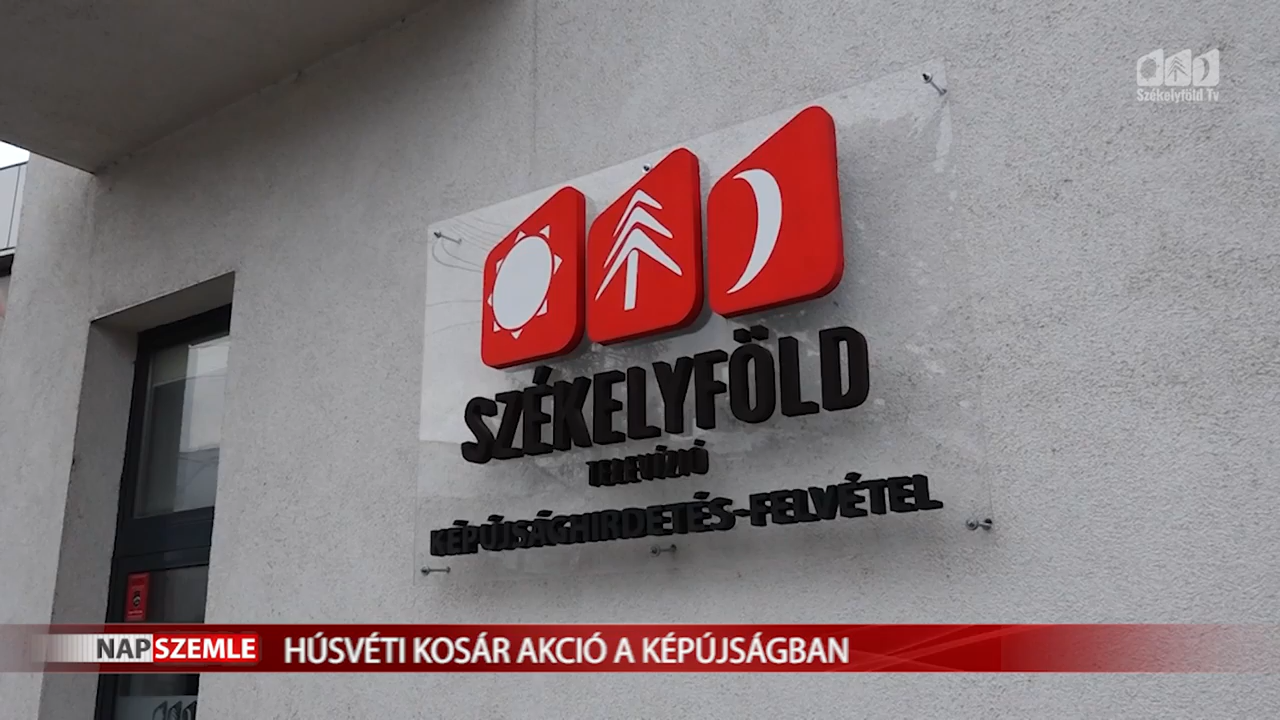 Székelyföld Tv
SZÉKELYFÖLD
TELEVÍZIÓ
KÉPÚJSÁGHIRDETÉS-FELVÉTEL
NAPSZEMLE HÚSVÉTI KOSÁR AKCIÓ A KÉPÚJSÁGBAN